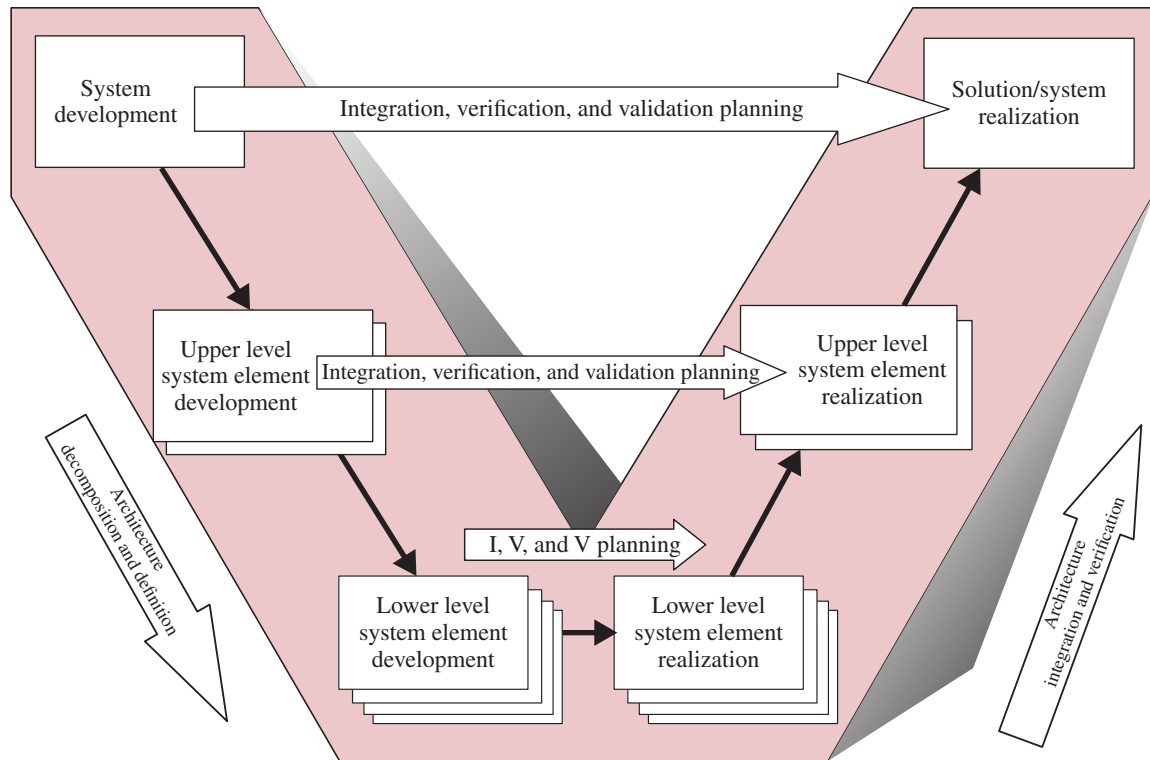 System
development
Integration, verification, and validation planning
Solution/system
realization
Upper level
system element
development
Integration, verification, and validation planning
Upper level
system element
realization
Architecture
decomposition and definition
I, V, and V planning
Architecture
integration and verification
Lower level
system element
development
Lower level
system element
realization